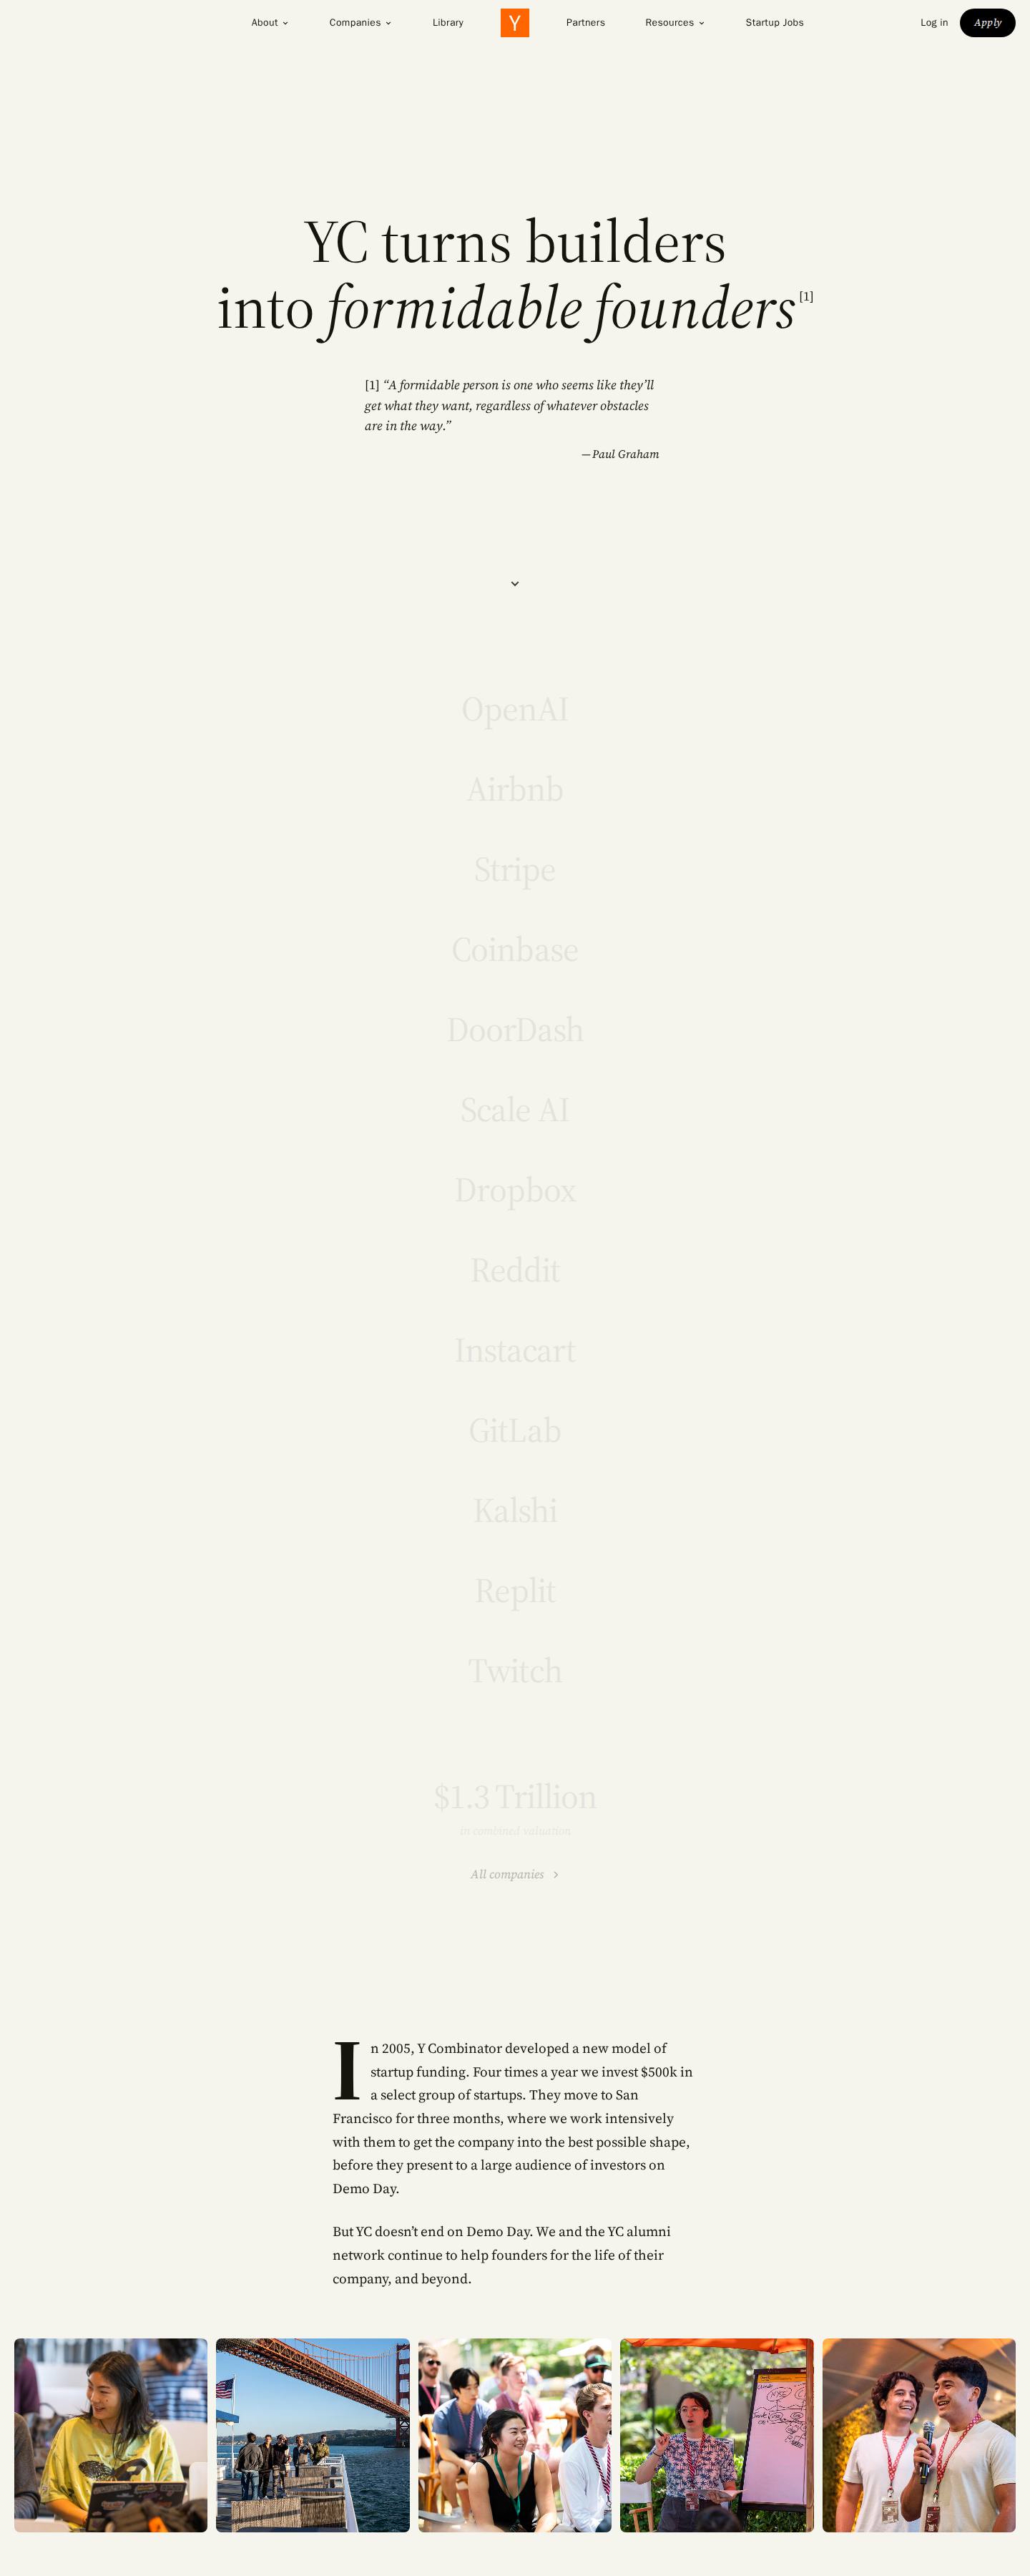 About
Companies
Library
Y
Partners
Resources
Startup Jobs
Log in
Apply
YC turns builders
into formidable founders[1]
[1] “A formidable person is one who seems like they’ll
get what they want, regardless of whatever obstacles
are in the way.”
—Paul Graham
OpenAI
Airbnb
Stripe
Coinbase
DoorDash
Scale AI
Dropbox
Reddit
Instacart
GitLab
Kalshi
Replit
Twitch
$1.3 Trillion
in combined valuation
All companies
In 2005, Y Combinator developed a new model of
startup funding. Four times a year we invest $500k in
a select group of startups. They move to San
Francisco for three months, where we work intensively
with them to get the company into the best possible shape,
before they present to a large audience of investors on
Demo Day.
But YC doesn’t end on Demo Day. We and the YC alumni
network continue to help founders for the life of their
company, and beyond.